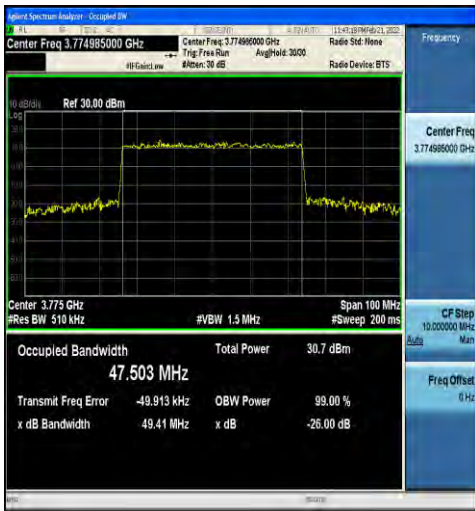 Agilent Spectrum Analyzer - Occupied BW
Center Freq 3.774985000 GHz
Center Freq: 3.774985000 GHz
Radio Std: None
Trig: Free Run
Avg|Hold: 30/30
#IFGain:Low
#Atten: 30 dB
Radio Device: BTS
Frequency
10 dB/div
Ref 30.00 dBm
Log
Center Freq
3.774985000 GHz
Center 3.775 GHz
Span 100 MHz
#Res BW 510 kHz
#VBW 1.5 MHz
#Sweep 200 ms
CF Step
10.000000 MHz
Auto
Man
Occupied Bandwidth
Total Power
30.7 dBm
47.503 MHz
Freq Offset
0 Hz
Transmit Freq Error
-49.913 kHz
OBW Power
99.00 %
x dB Bandwidth
49.41 MHz
x dB
-26.00 dB